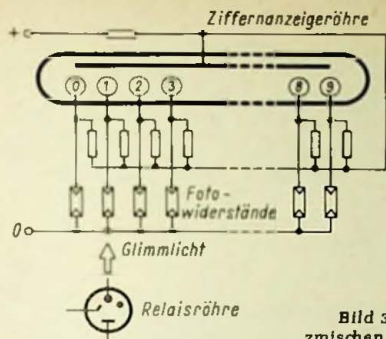 Ziffernanzeigeröhre
+
0 1 2 3 8 9
Foto-
widerstände
0
Glimmlicht
Relaisröhre
Bild 3
zwischen